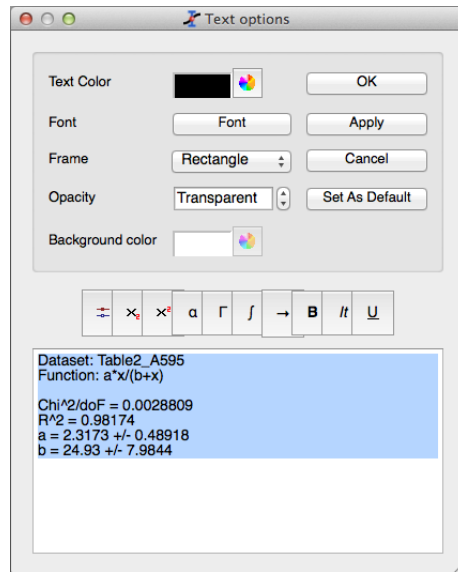 Text options
Text Color
OK
Font
Font
Apply
Frame
Rectangle
Cancel
Opacity
Transparent
Set As Default
Background color
x₂ x² α Γ ∫ → B It U
Dataset: Table2_A595
Function: a*x/(b+x)
Chi^2/doF = 0.0028809
R^2 = 0.98174
a = 2.3173 +/- 0.48918
b = 24.93 +/- 7.9844